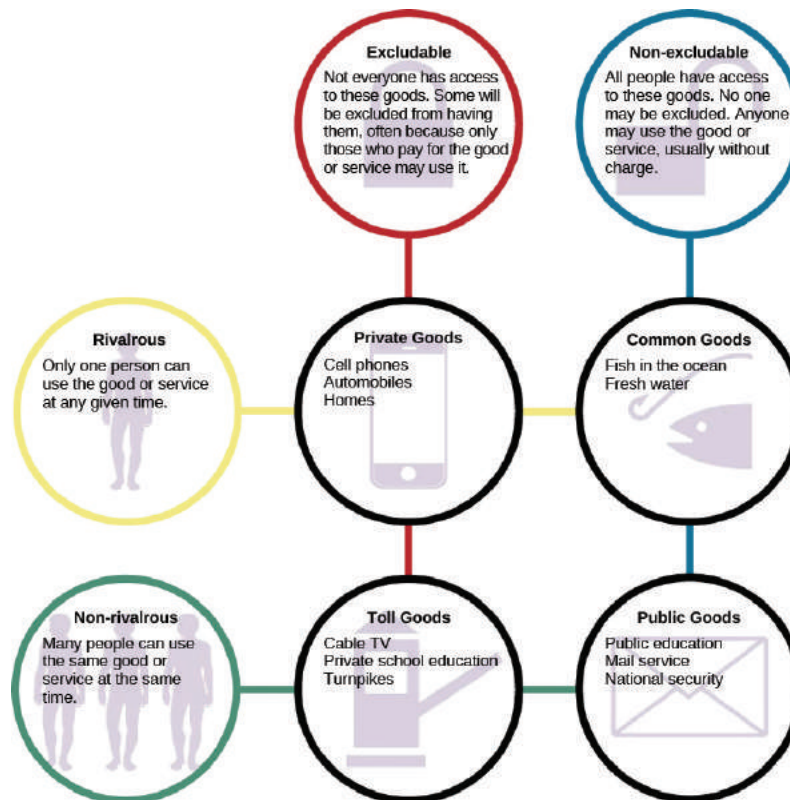 Excludable
Not everyone has access
to these goods. Some will
be excluded from having
them, often because only
those who pay for the good
or service may use it.
Non-excludable
All people have access
to these goods. No one
may be excluded. Anyone
may use the good or
service, usually without
charge.
Rivalrous
Only one person can
use the good or service
at any given time.
Private Goods
Cell phones
Automobiles
Homes
Common Goods
Fish in the ocean
Fresh water
Non-rivalrous
Many people can use
the same good or
service at the same
time.
Toll Goods
Cable TV
Private school education
Turnpikes
Public Goods
Public education
Mail service
National security